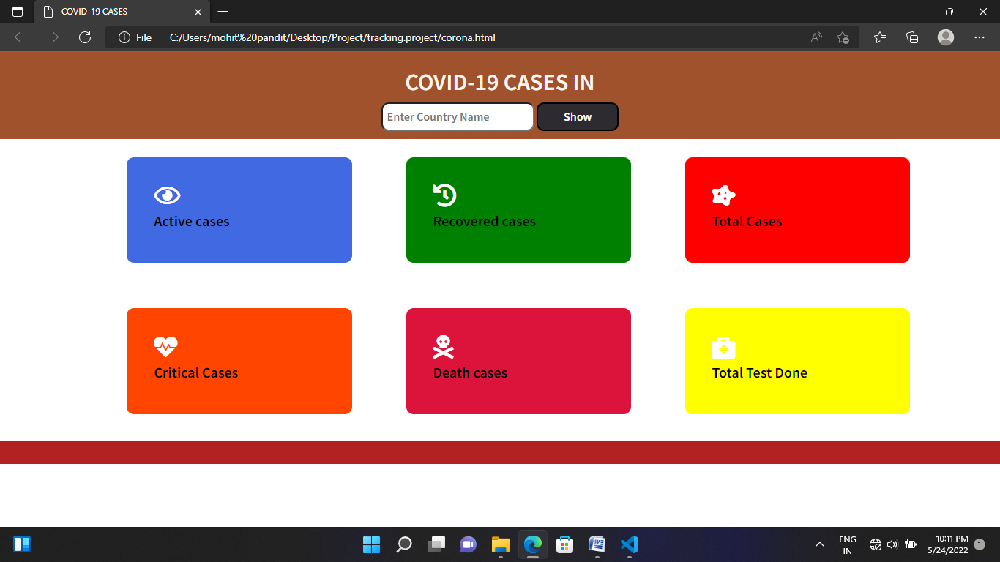 COVID-19 CASES
File
C:/Users/mohit%20pandit/Desktop/Project/tracking.project/corona.html
COVID-19 CASES IN
Enter Country Name
Show
Active cases
Recovered cases
Total Cases
Critical Cases
Death cases
Total Test Done
ENG
IN
10:11 PM
5/24/2022
1